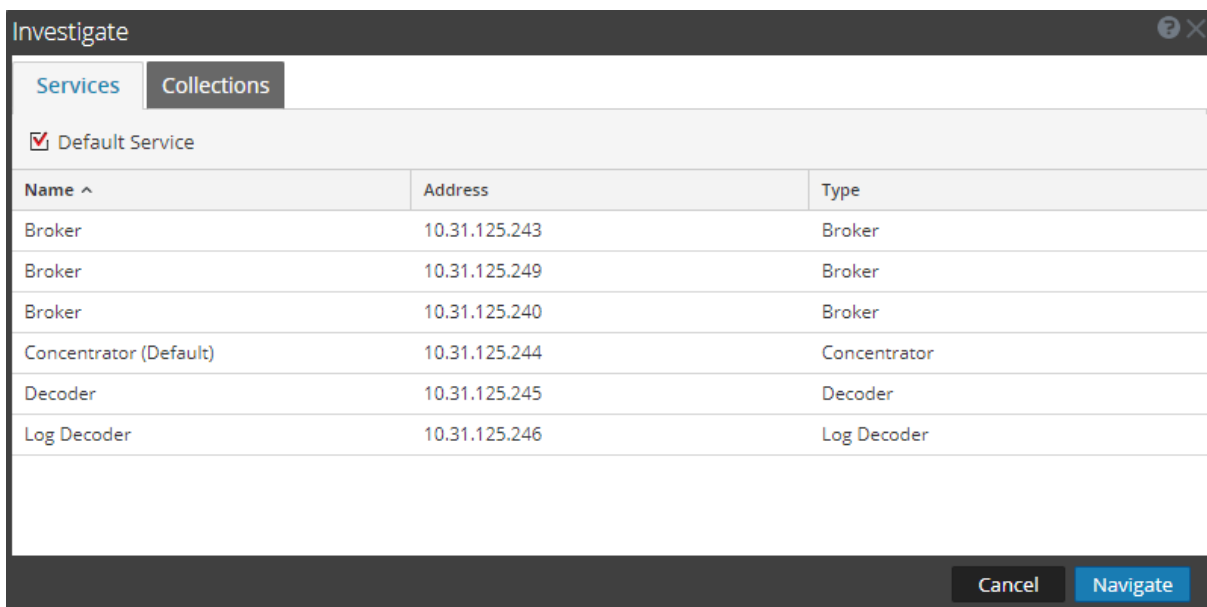 Investigate
Services Collections
Default Service
Name Address Type
Broker 10.31.125.243 Broker
Broker 10.31.125.249 Broker
Broker 10.31.125.240 Broker
Concentrator (Default) 10.31.125.244 Concentrator
Decoder 10.31.125.245 Decoder
Log Decoder 10.31.125.246 Log Decoder
Cancel Navigate